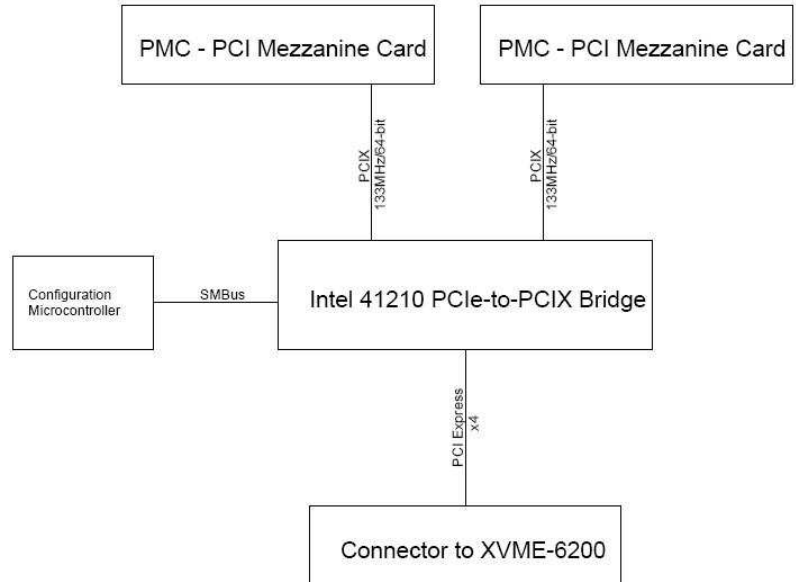 PMC - PCI Mezzanine Card
PMC - PCI Mezzanine Card
PCIX
133MHz/64-bit
PCIX
133MHz/64-bit
Configuration
Microcontroller
SMBus
Intel 41210 PCIe-to-PCIX Bridge
PCI Express
x4
Connector to XVME-6200